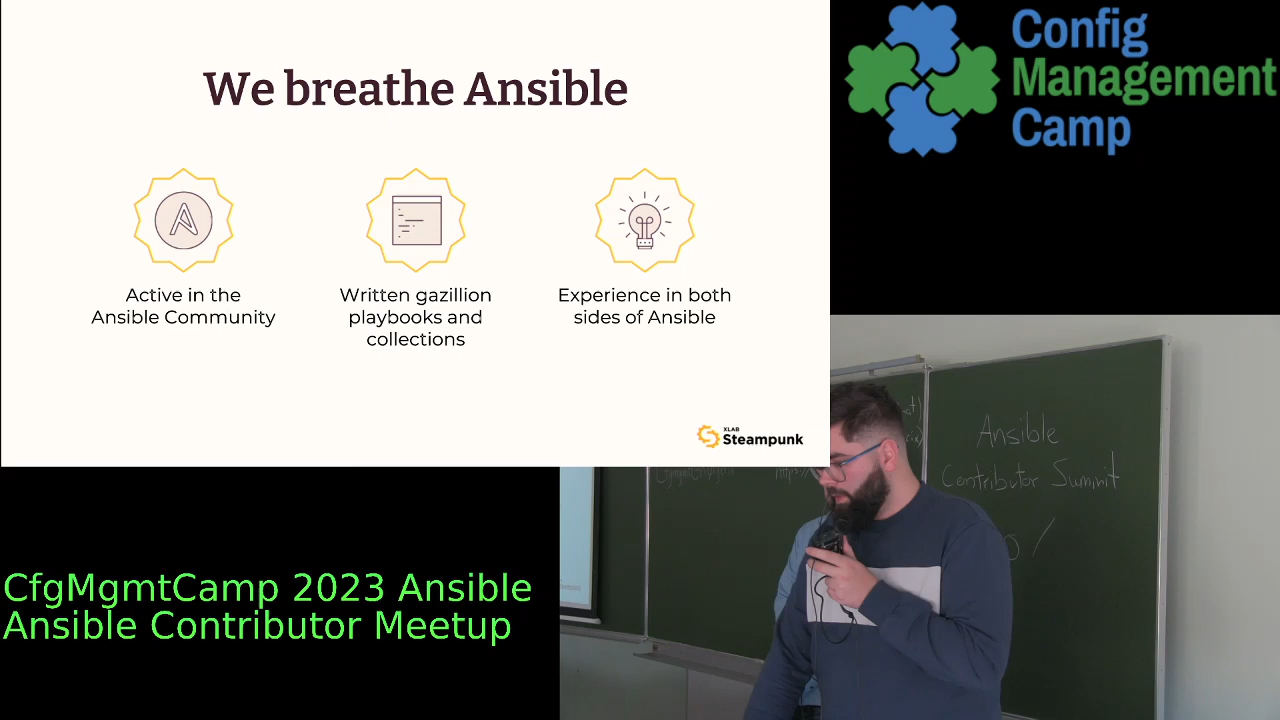 We breathe Ansible
Active in the
Ansible Community
Written gazillion
playbooks and
collections
Experience in both
sides of Ansible
XLAB
Steampunk
Config
Management
Camp
Ansible
Contributor Summit
CfgMgmtCamp 2023 Ansible
Ansible Contributor Meetup